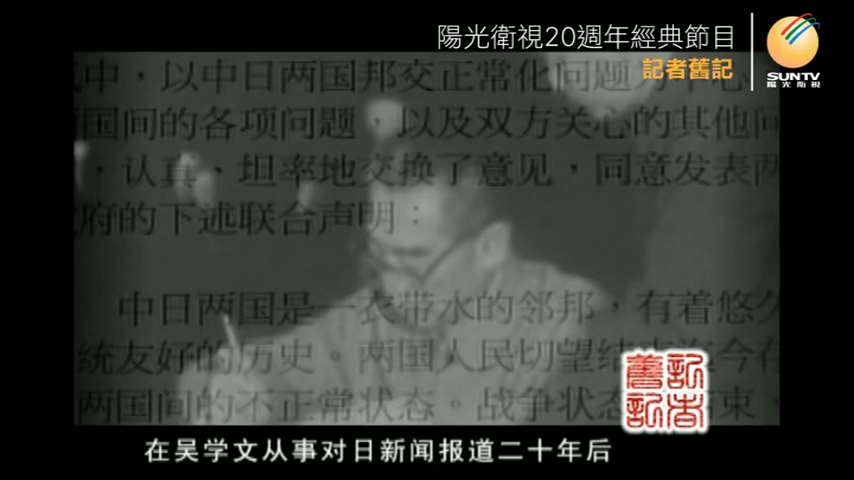 陽光衛視20週年經典節目
記者舊記
SUNTV
陽光衛視
中，以中日两国邦交正常化问题
国间的各项问题，以及双方关心的其他问
，认真、坦率地交换了意见，同意发表两
府的下述联合声明：
中日两国是一衣带水的邻邦，有着悠久
统友好的历史。两国人民切望结
两国间的不正常状态。战争状态
束，
記者
舊記
在吴学文从事对日新闻报道二十年后